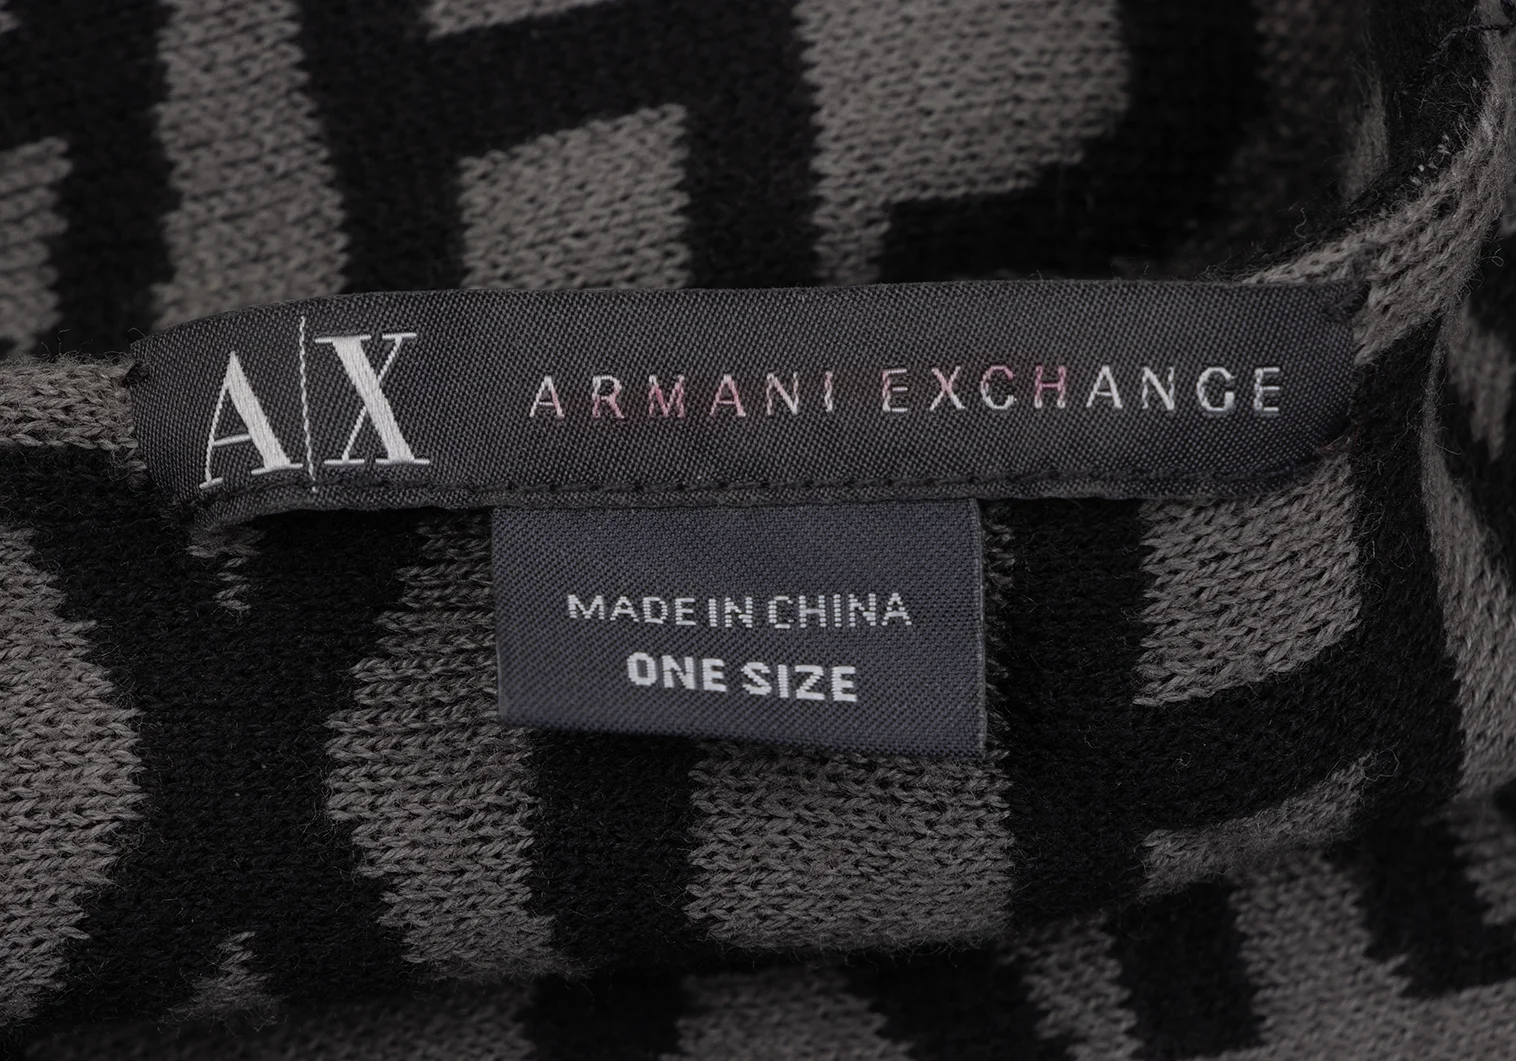 A|X ARMANI EXCHANGE
MADE IN CHINA
ONE SIZE